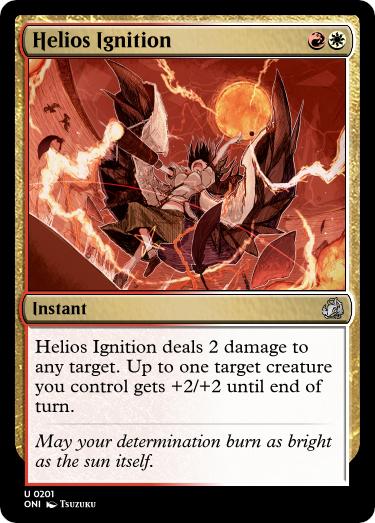 Helios Ignition
Instant
Helios Ignition deals 2 damage to
any target. Up to one target creature
you control gets +2/+2 until end of
turn.
May your determination burn as bright
as the sun itself.
U 0201
ONI Tsuzuku